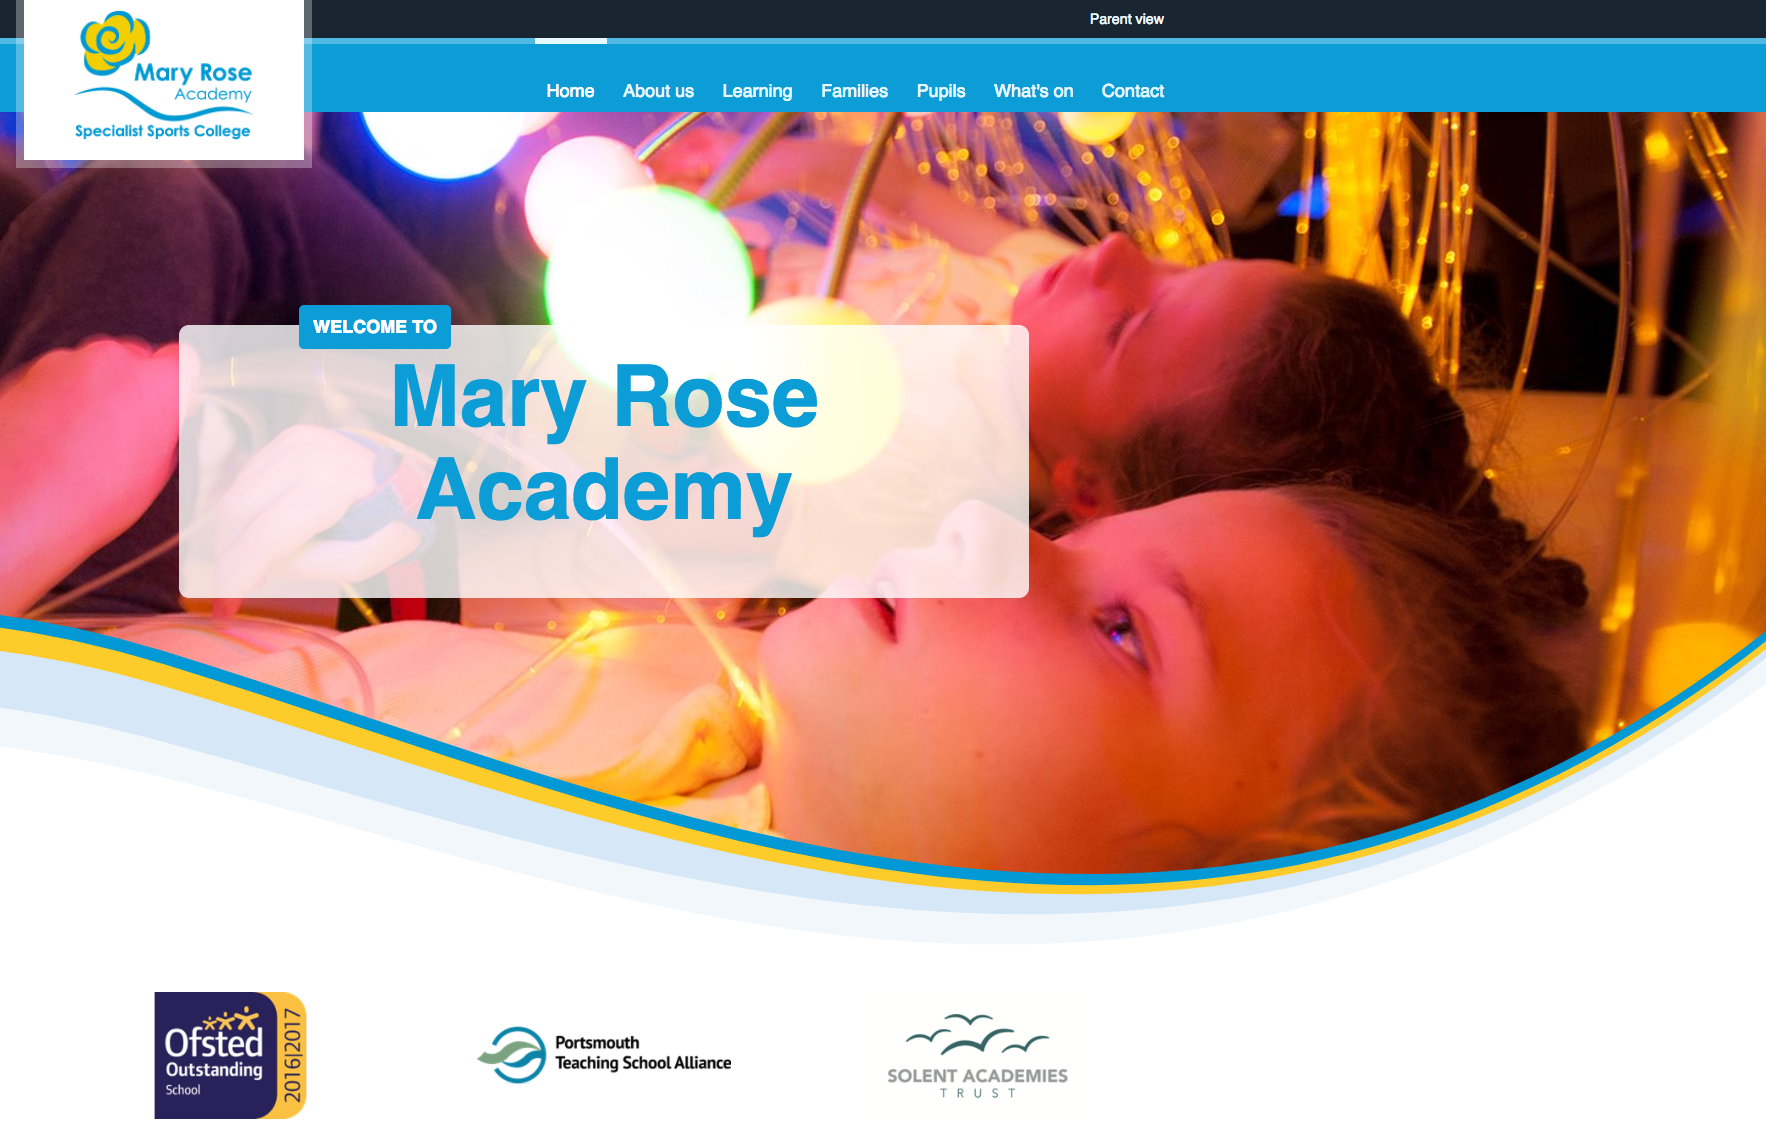 Mary Rose
Academy
Specialist Sports College
Parent view
Home About us Learning Families Pupils What's on Contact
WELCOME TO
Mary Rose
Academy
Ofsted
Outstanding
School
2016|2017
Portsmouth
Teaching School Alliance
SOLENT ACADEMIES
TRUST